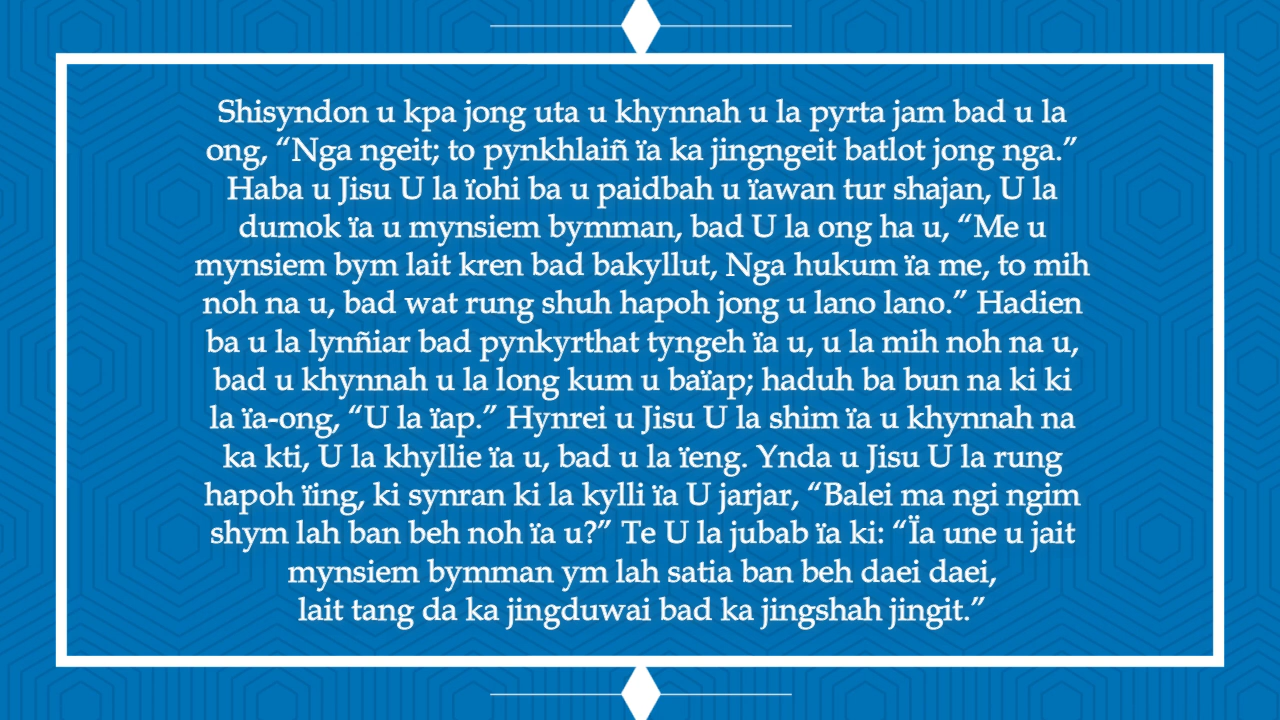 Shisyndon u kpa jong uta u khynnah u la pyrta jam bad u la
ong, “Nga ngeit; to pynkhlaiñ ïa ka jingngeit batlot jong nga.”
Haba u Jisu U la ïohi ba u paidbah u ïawan tur shajan, U la
dumok ïa u mynsiem bymman, bad U la ong ha u, “Me u
mynsiem bym lait kren bad bakyllut, Nga hukum ïa me, to mih
noh na u, bad wat rung shuh hapoh jong u lano lano.” Hadien
ba u la lynñiar bad pynkyrthat tyngeh ïa u, u la mih noh na u,
bad u khynnah u la long kum u baïap; haduh ba bun na ki ki
la ïa-ong, “U la ïap.” Hynrei u Jisu U la shim ïa u khynnah na
ka kti, U la khyllie ïa u, bad u la ïeng. Ynda u Jisu U la rung
hapoh ïing, ki synran ki la kylli ïa U jarjar, “Balei ma ngi ngim
shym lah ban beh noh ïa u?” Te U la jubab ïa ki: “Ïa une u jait
mynsiem bymman ym lah satia ban beh daei daei,
lait tang da ka jingduwai bad ka jingshah jingit.”